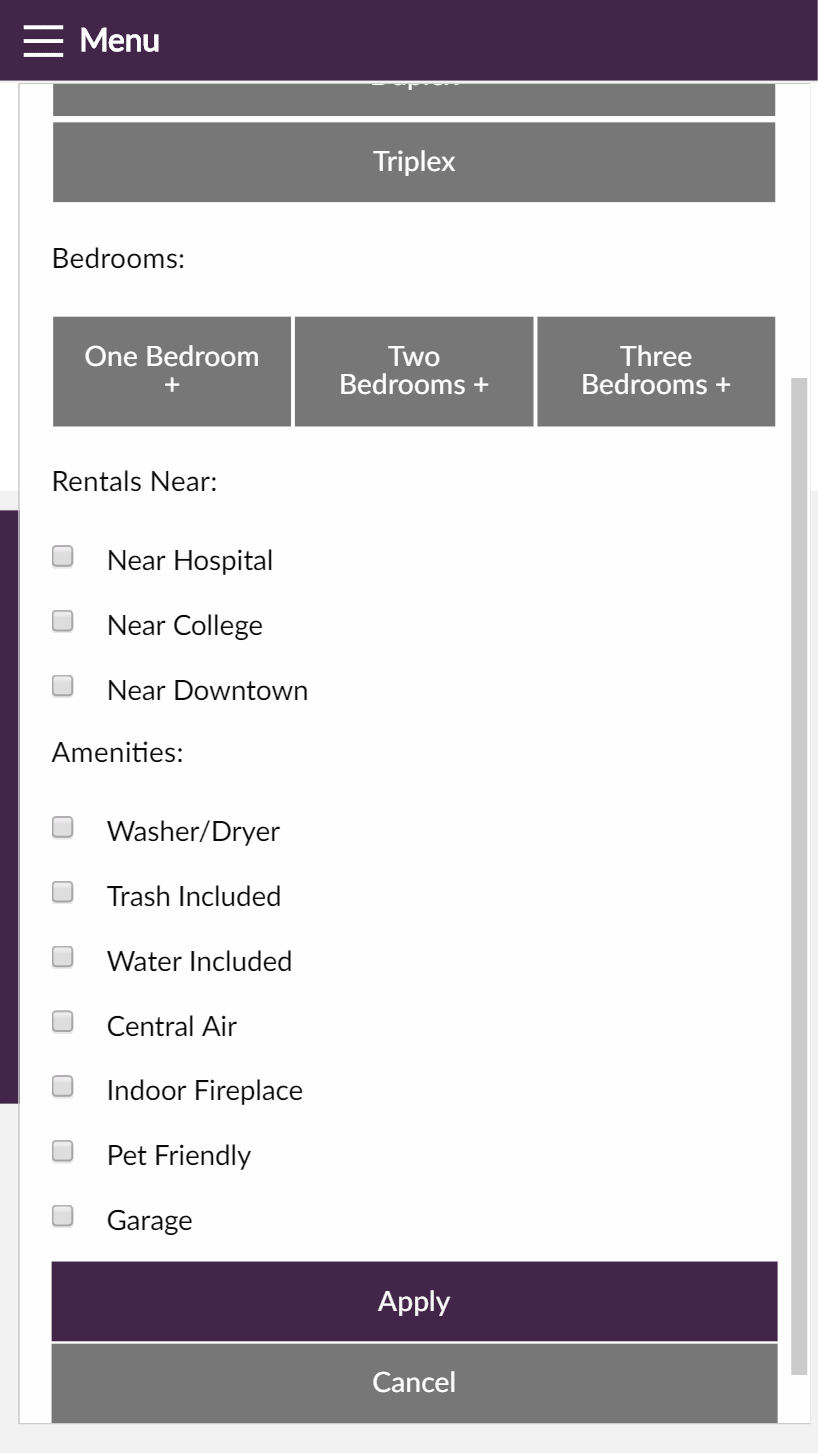 Menu
Triplex
Bedrooms:
One Bedroom
+
Two
Bedrooms +
Three
Bedrooms +
Rentals Near:
Near Hospital
Near College
Near Downtown
Amenities:
Washer/Dryer
Trash Included
Water Included
Central Air
Indoor Fireplace
Pet Friendly
Garage
Apply
Cancel